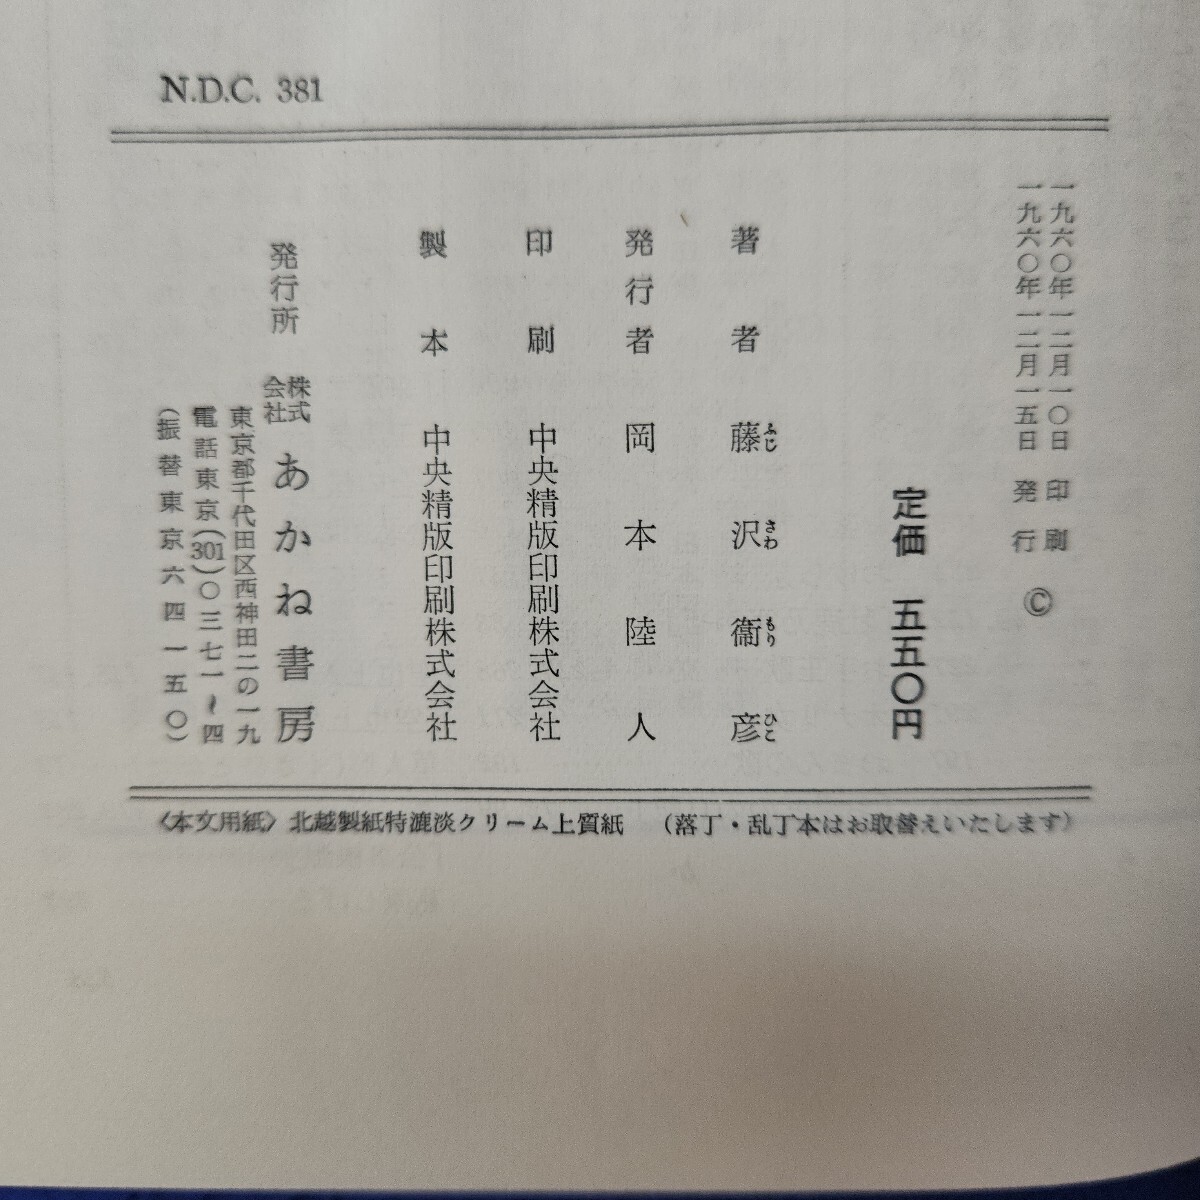 N.D.C. 381
一九六〇年一二月一〇日 印刷
一九六〇年一二月一五日 発行 ©
定価 五五〇円
著者 藤沢衞彦
ふじ さわ もり ひこ
発行者 岡本陸人
印刷 中央精版印刷株式会社
製本 中央精版印刷株式会社
発行所 株式会社 あかね書房
東京都千代田区西神田二の一九
電話東京(301)〇三七一〜四
(振替東京六四一五〇)
〈本文用紙〉北越製紙特漉淡クリーム上質紙 (落丁・乱丁本はお取替えいたします)